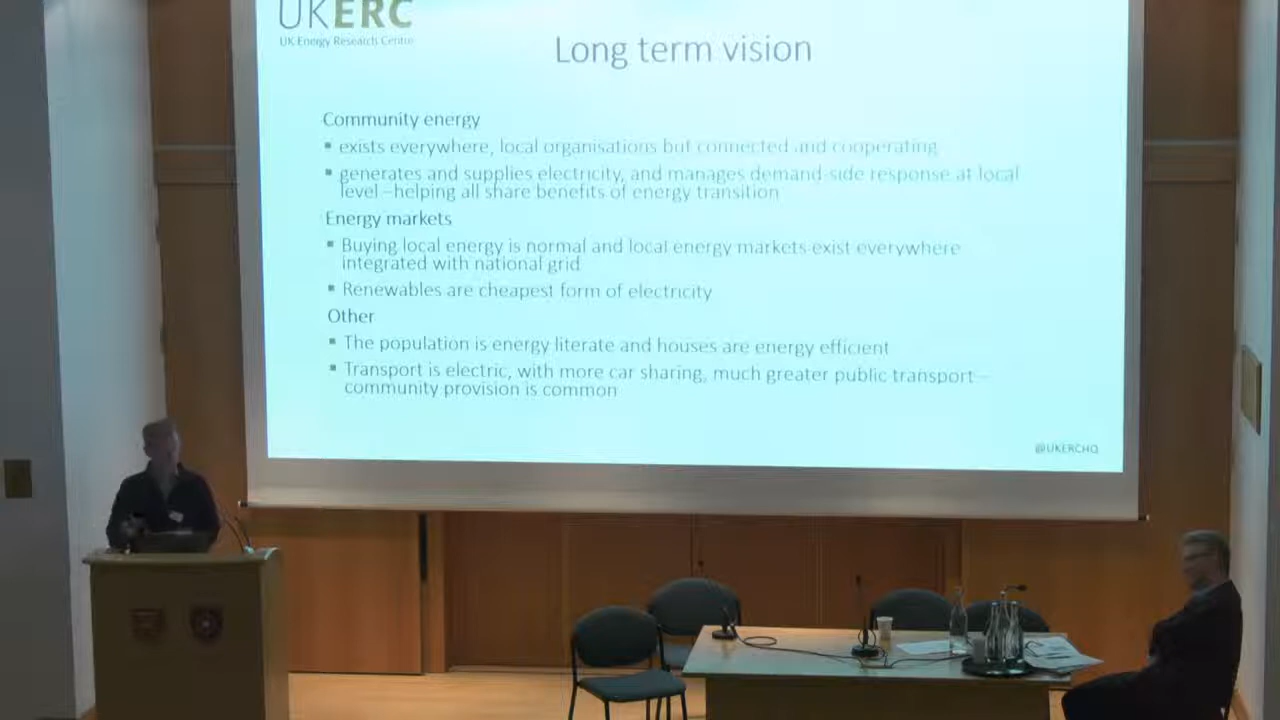 UKERC
UK Energy Research Centre
Long term vision
Community energy
▪ exists everywhere, local organisations but connected and cooperating
▪ generates and supplies electricity, and manages demand-side response at local
level –helping all share benefits of energy transition
Energy markets
▪ Buying local energy is normal and local energy markets exist everywhere
integrated with national grid
▪ Renewables are cheapest form of electricity
Other
▪ The population is energy literate and houses are energy efficient
▪ Transport is electric, with more car sharing, much greater public transport –
community provision is common
@UKERCHQ